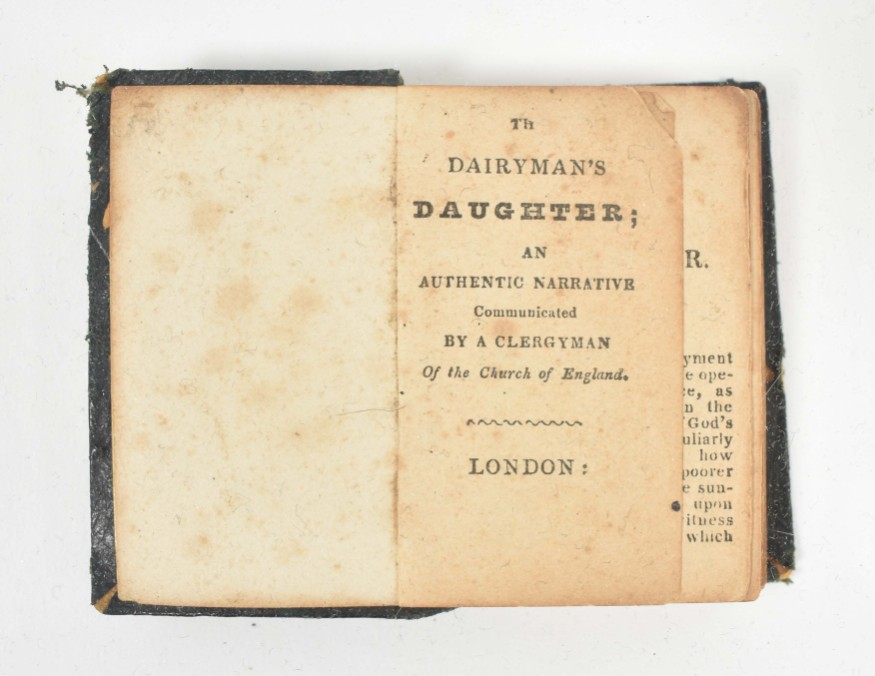 Th
DAIRYMAN'S
DAUGHTER;
AN
AUTHENTIC NARRATIVE
Communicated
BY A CLERGYMAN
Of the Church of England.
LONDON:
R.
yment
e ope-
e, as
n the
God's
uliarly
how
poorer
e sun-
upon
itness
which